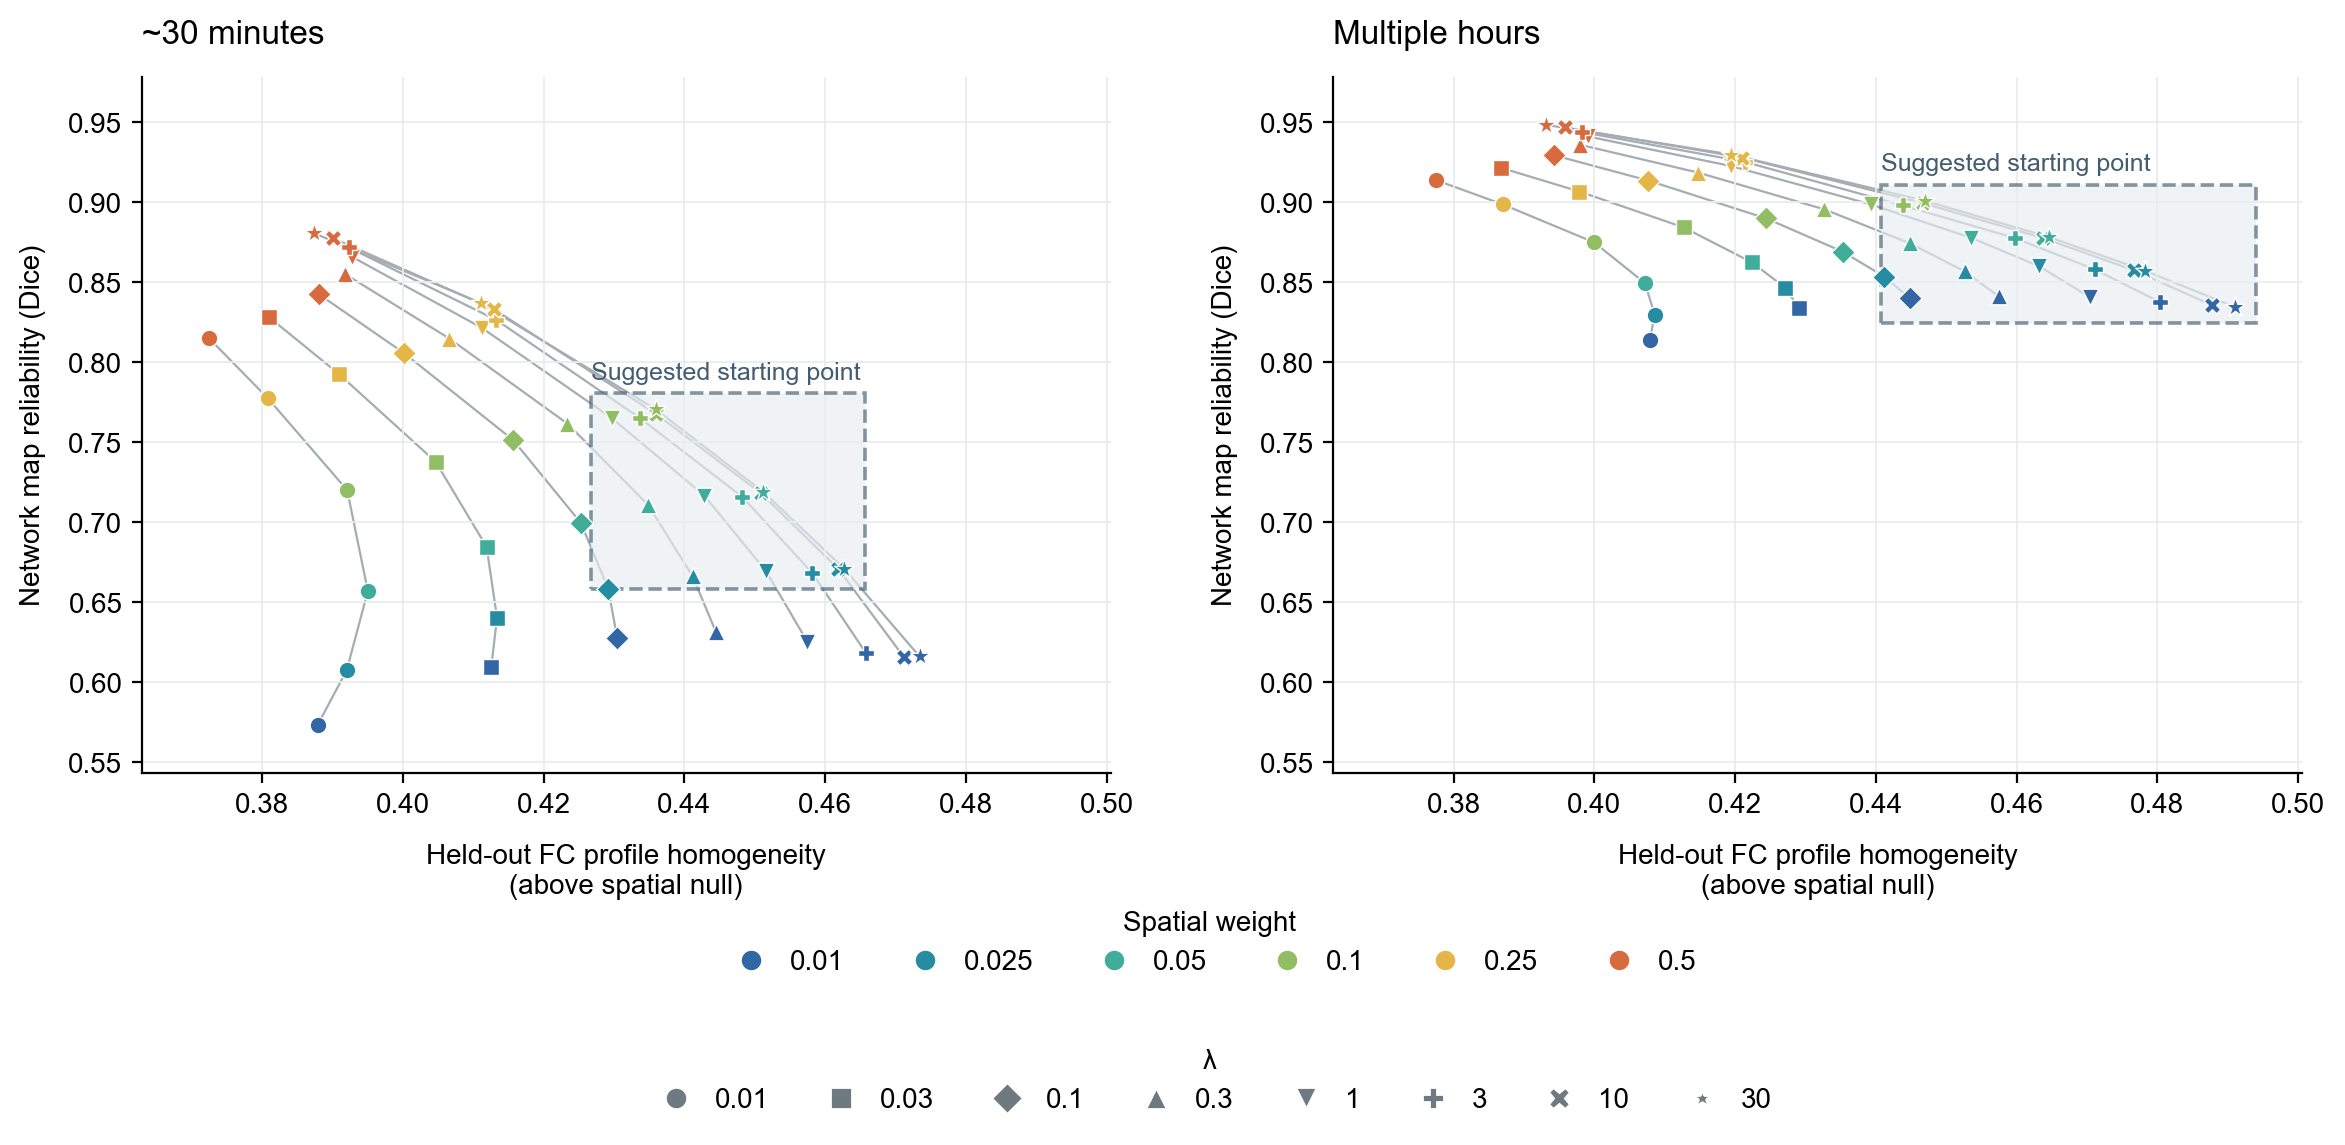 ~30 minutes
Multiple hours
Network map reliability (Dice)
0.95
0.90
0.85
0.80
0.75
0.70
0.65
0.60
0.55
Suggested starting point
0.38
0.40
0.42
0.44
0.46
0.48
0.50
Held-out FC profile homogeneity
(above spatial null)
Network map reliability (Dice)
0.95
0.90
0.85
0.80
0.75
0.70
0.65
0.60
0.55
Suggested starting point
0.38
0.40
0.42
0.44
0.46
0.48
0.50
Held-out FC profile homogeneity
(above spatial null)
Spatial weight
0.01 0.025 0.05 0.1 0.25 0.5
λ
0.01 0.03 0.1 0.3 1 3 10 30